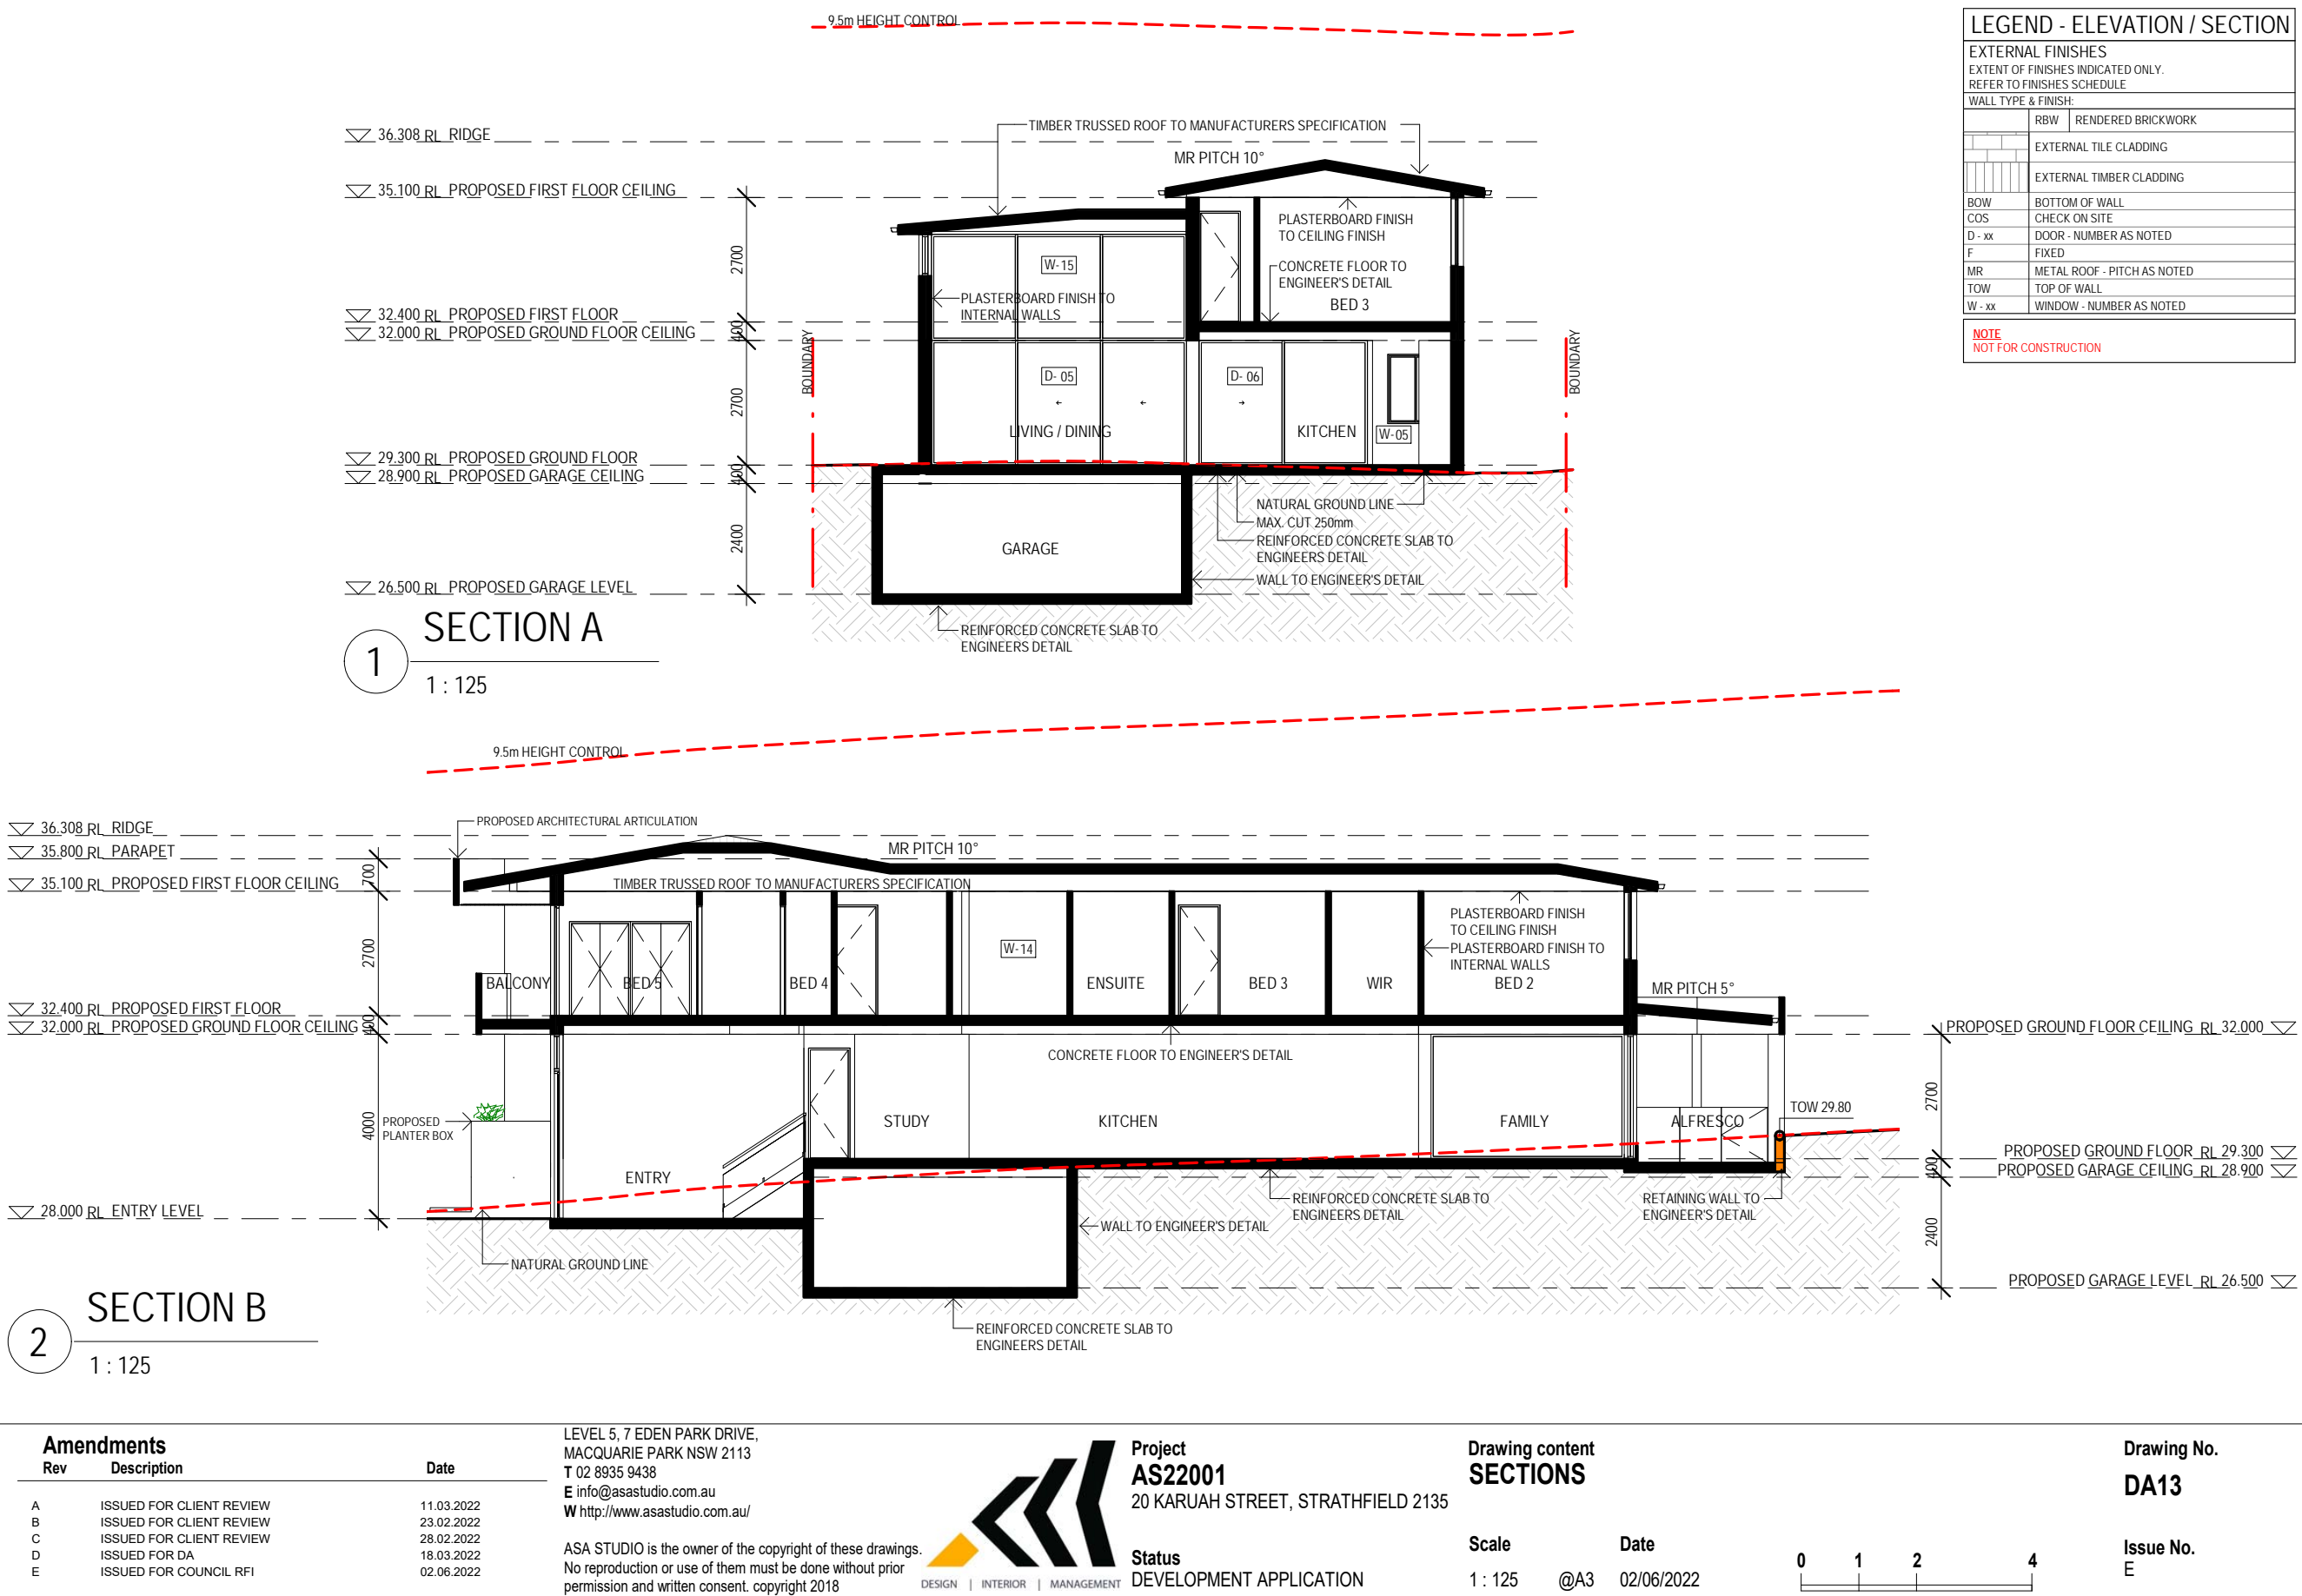 9.5m HEIGHT CONTROL
36.308 RL RIDGE
TIMBER TRUSSED ROOF TO MANUFACTURERS SPECIFICATION
MR PITCH 10°
35.100 RL PROPOSED FIRST FLOOR CEILING
PLASTERBOARD FINISH
TO CEILING FINISH
2700
W-15
CONCRETE FLOOR TO
ENGINEER'S DETAIL
BED 3
PLASTERBOARD FINISH TO
INTERNAL WALLS
32.400 RL PROPOSED FIRST FLOOR
32.000 RL PROPOSED GROUND FLOOR CEILING
400
BOUNDARY
BOUNDARY
D- 05
D- 06
2700
LIVING / DINING
KITCHEN
W-05
29.300 RL PROPOSED GROUND FLOOR
28.900 RL PROPOSED GARAGE CEILING
400
NATURAL GROUND LINE
MAX. CUT 250mm
REINFORCED CONCRETE SLAB TO
ENGINEERS DETAIL
2400
GARAGE
WALL TO ENGINEER'S DETAIL
26.500 RL PROPOSED GARAGE LEVEL
REINFORCED CONCRETE SLAB TO
ENGINEERS DETAIL
1
SECTION A
1 : 125
LEGEND - ELEVATION / SECTION
EXTERNAL FINISHES
EXTENT OF FINISHES INDICATED ONLY.
REFER TO FINISHES SCHEDULE
WALL TYPE & FINISH:
RBW RENDERED BRICKWORK
EXTERNAL TILE CLADDING
EXTERNAL TIMBER CLADDING
BOW BOTTOM OF WALL
COS CHECK ON SITE
D - xx DOOR - NUMBER AS NOTED
F FIXED
MR METAL ROOF - PITCH AS NOTED
TOW TOP OF WALL
W - xx WINDOW - NUMBER AS NOTED
NOTE
NOT FOR CONSTRUCTION
9.5m HEIGHT CONTROL
36.308 RL RIDGE
PROPOSED ARCHITECTURAL ARTICULATION
35.800 RL PARAPET
MR PITCH 10°
700
35.100 RL PROPOSED FIRST FLOOR CEILING
TIMBER TRUSSED ROOF TO MANUFACTURERS SPECIFICATION
PLASTERBOARD FINISH
TO CEILING FINISH
PLASTERBOARD FINISH TO
INTERNAL WALLS
2700
W-14
BALCONY
BED 5
BED 4
ENSUITE
BED 3
WIR
BED 2
MR PITCH 5°
32.400 RL PROPOSED FIRST FLOOR
32.000 RL PROPOSED GROUND FLOOR CEILING
400
PROPOSED GROUND FLOOR CEILING RL 32.000
CONCRETE FLOOR TO ENGINEER'S DETAIL
4000
PROPOSED
PLANTER BOX
STUDY
KITCHEN
FAMILY
ALFRESCO
TOW 29.80
2700
ENTRY
PROPOSED GROUND FLOOR RL 29.300
PROPOSED GARAGE CEILING RL 28.900
400
REINFORCED CONCRETE SLAB TO
ENGINEERS DETAIL
RETAINING WALL TO
ENGINEER'S DETAIL
28.000 RL ENTRY LEVEL
WALL TO ENGINEER'S DETAIL
2400
NATURAL GROUND LINE
PROPOSED GARAGE LEVEL RL 26.500
REINFORCED CONCRETE SLAB TO
ENGINEERS DETAIL
2
SECTION B
1 : 125
Amendments
Rev Description Date
A ISSUED FOR CLIENT REVIEW 11.03.2022
B ISSUED FOR CLIENT REVIEW 23.02.2022
C ISSUED FOR CLIENT REVIEW 28.02.2022
D ISSUED FOR DA 18.03.2022
E ISSUED FOR COUNCIL RFI 02.06.2022
LEVEL 5, 7 EDEN PARK DRIVE,
MACQUARIE PARK NSW 2113
T 02 8935 9438
E info@asastudio.com.au
W http://www.asastudio.com.au/
ASA STUDIO is the owner of the copyright of these drawings.
No reproduction or use of them must be done without prior
permission and written consent. copyright 2018
DESIGN | INTERIOR | MANAGEMENT
Project
AS22001
20 KARUAH STREET, STRATHFIELD 2135
Status
DEVELOPMENT APPLICATION
Drawing content
SECTIONS
Scale Date
1 : 125 @A3 02/06/2022
0 1 2 4
Drawing No.
DA13
Issue No.
E